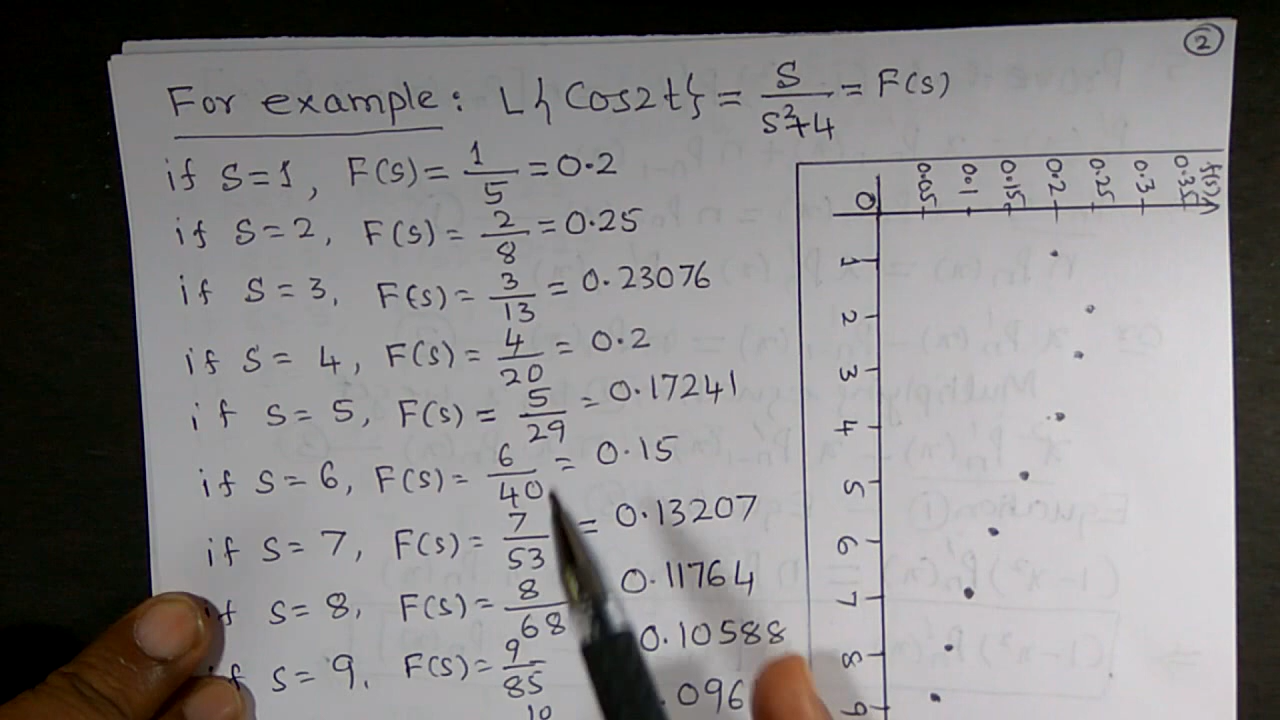 ②
For example: L{Cos2t} = S/S²+4 = F(s)
if S=1, F(s)= 1/5 = 0.2
if S=2, F(s)= 2/8 = 0.25
if S=3, F(s)= 3/13 = 0.23076
if S=4, F(s)= 4/20 = 0.2
if S=5, F(s)= 5/29 = 0.17241
if S=6, F(s)= 6/40 = 0.15
if S=7, F(s)= 7/53 = 0.13207
if S=8, F(s)= 8/68 0.11764
if S=9, F(s)= 9/85 0.10588
10 .096
f(s)
0.35
0.3
0.25
0.2
0.15
0.1
0.05
0 1 2 3 4 5 6 7 8 9